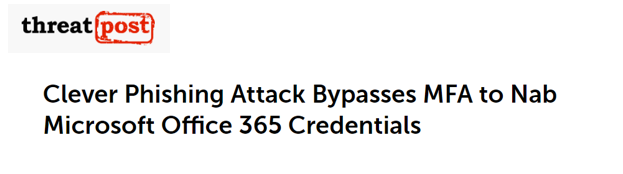 threatpost
Clever Phishing Attack Bypasses MFA to Nab
Microsoft Office 365 Credentials